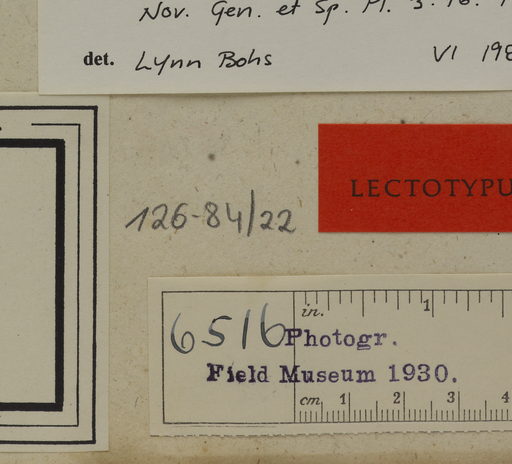 Nov. Gen. et Sp. Pl. 3. 16.
det. Lynn Bohs VI 198
LECTOTYPU
126-84/22
in. 1
6516 Photogr.
Field Museum 1930.
cm. 1 2 3 4